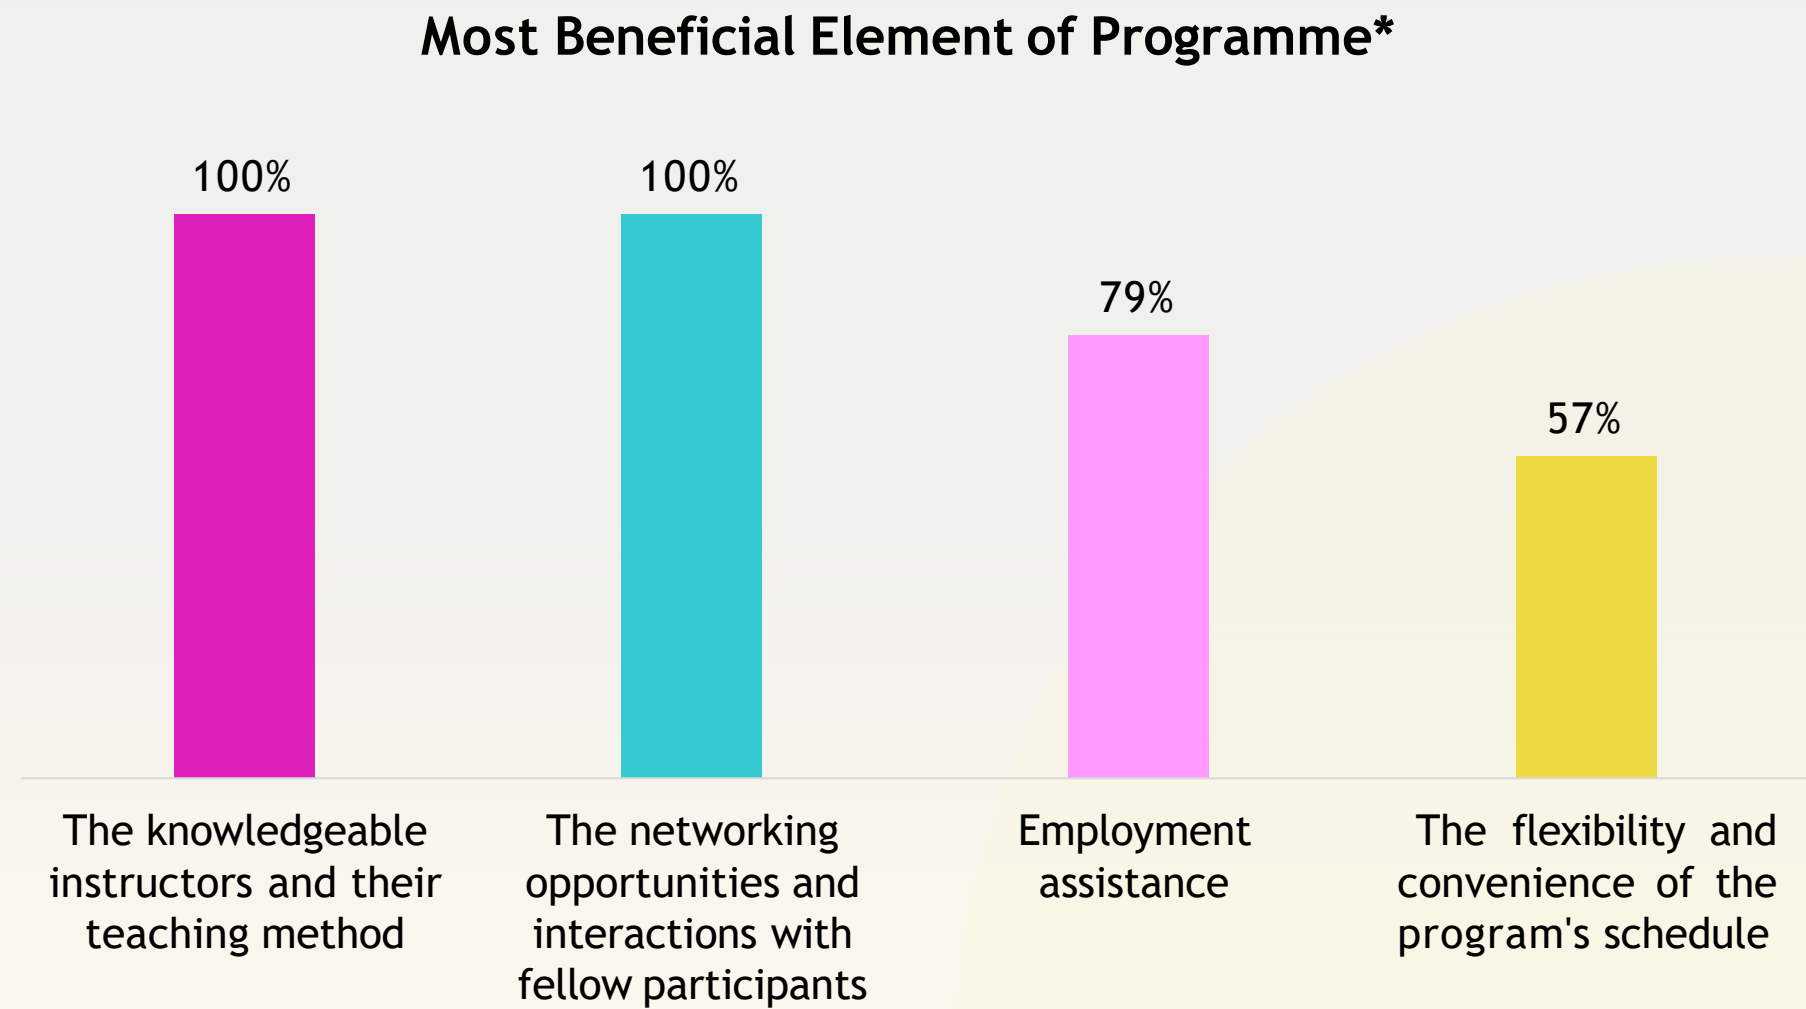 Most Beneficial Element of Programme*
100%
100%
79%
57%
The knowledgeable
instructors and their
teaching method
The networking
opportunities and
interactions with
fellow participants
Employment
assistance
The flexibility and
convenience of the
program's schedule